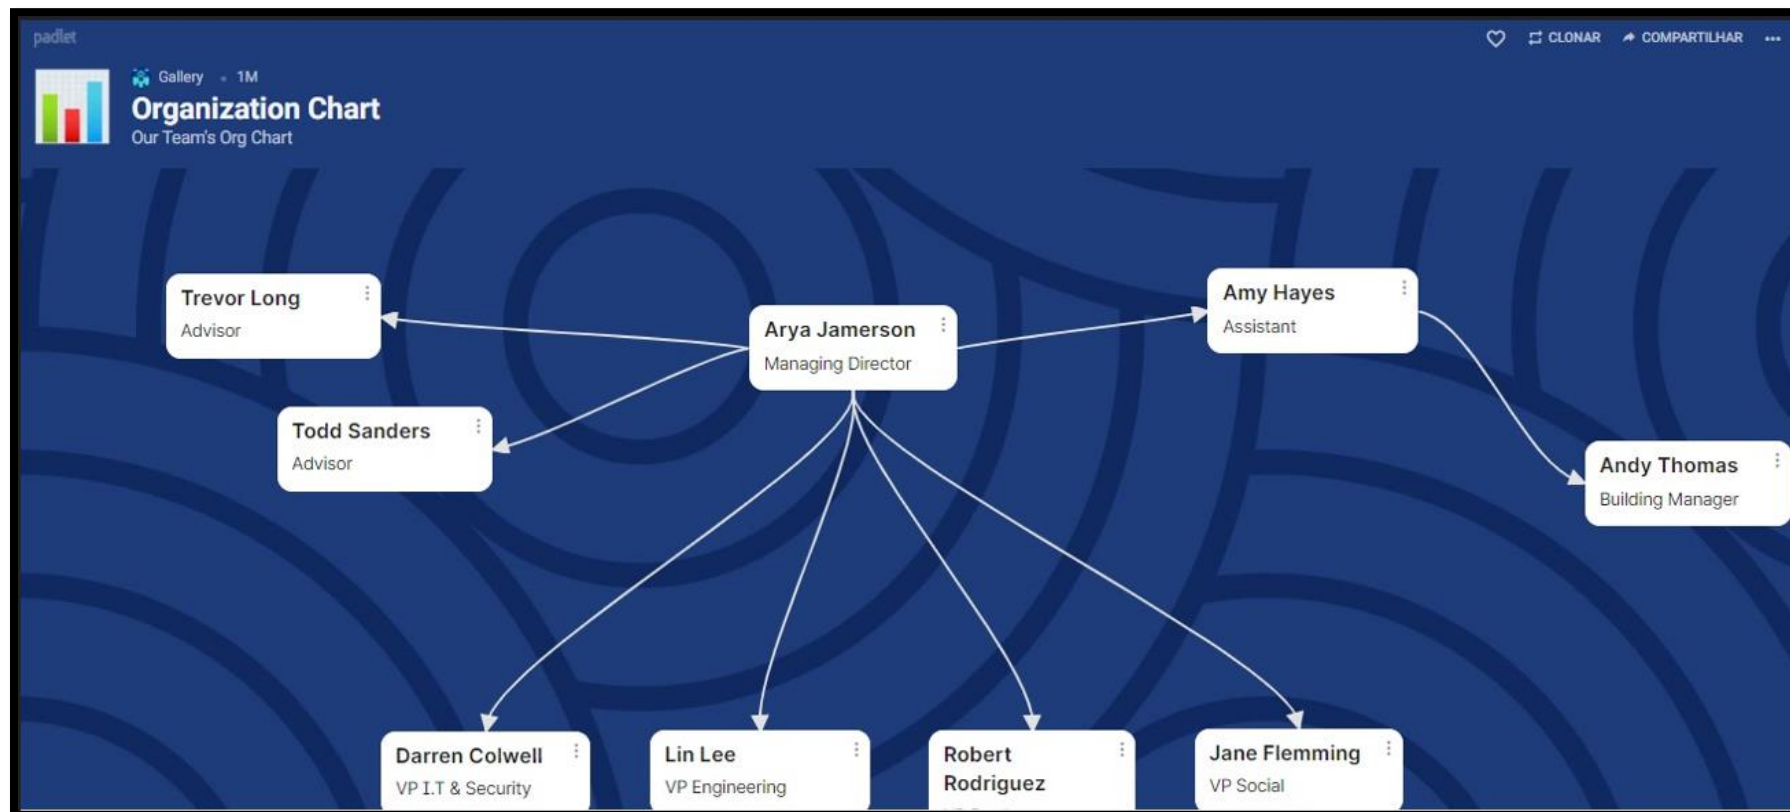 padlet
CLONAR
COMPARTILHAR
Gallery • 1M
Organization Chart
Our Team's Org Chart
Trevor Long
Advisor
Arya Jamerson
Managing Director
Amy Hayes
Assistant
Todd Sanders
Advisor
Andy Thomas
Building Manager
Darren Colwell
VP I.T & Security
Lin Lee
VP Engineering
Robert
Rodriguez
Jane Flemming
VP Social